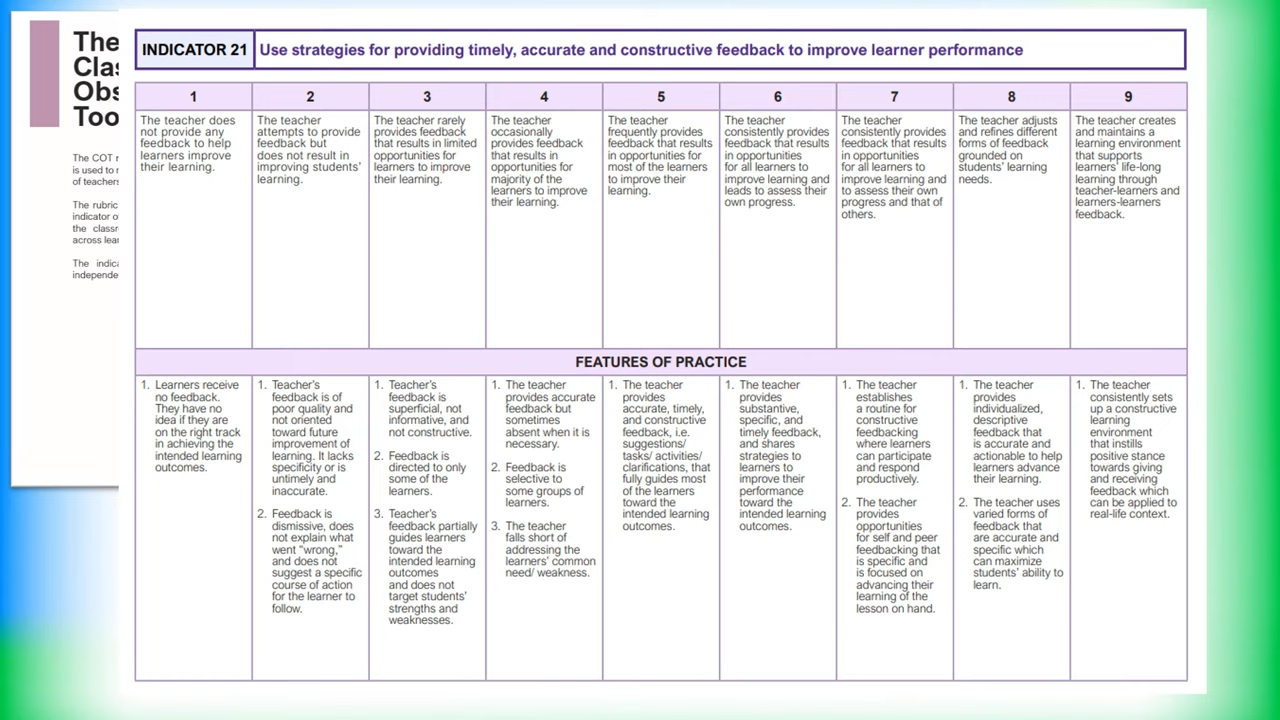 The
Clas
Obs
Too
The COT r
is used to r
of teachers
The rubric
indicator o
the classr
across lear
The indica
independe
INDICATOR 21
Use strategies for providing timely, accurate and constructive feedback to improve learner performance
1
2
3
4
5
6
7
8
9
The teacher does
not provide any
feedback to help
learners improve
their learning.
The teacher
attempts to provide
feedback but
does not result in
improving students'
learning.
The teacher rarely
provides feedback
that results in limited
opportunities for
learners to improve
their learning.
The teacher
occasionally
provides feedback
that results in
opportunities for
majority of the
learners to improve
their learning.
The teacher
frequently provides
feedback that results
in opportunities for
most of the learners
to improve their
learning.
The teacher
consistently provides
feedback that results
in opportunities
for all learners to
improve learning and
leads to assess their
own progress.
The teacher
consistently provides
feedback that results
in opportunities
for all learners to
improve learning and
to assess their own
progress and that of
others.
The teacher adjusts
and refines different
forms of feedback
grounded on
students' learning
needs.
The teacher creates
and maintains a
learning environment
that supports
learners' life-long
learning through
teacher-learners and
learners-learners
feedback.
FEATURES OF PRACTICE
1. Learners receive
no feedback.
They have no
idea if they are
on the right track
in achieving the
intended learning
outcomes.
1. Teacher's
feedback is of
poor quality and
not oriented
toward future
improvement of
learning. It lacks
specificity or is
untimely and
inaccurate.
2. Feedback is
dismissive, does
not explain what
went "wrong,"
and does not
suggest a specific
course of action
for the learner to
follow.
1. Teacher's
feedback is
superficial, not
informative, and
not constructive.
2. Feedback is
directed to only
some of the
learners.
3. Teacher's
feedback partially
guides learners
toward the
intended learning
outcomes
and does not
target students'
strengths and
weaknesses.
1. The teacher
provides accurate
feedback but
sometimes
absent when it is
necessary.
2. Feedback is
selective to
some groups of
learners.
3. The teacher
falls short of
addressing the
learners' common
need/ weakness.
1. The teacher
provides
accurate, timely,
and constructive
feedback, i.e.
suggestions/
tasks/ activities/
clarifications, that
fully guides most
of the learners
toward the
intended learning
outcomes.
1. The teacher
provides
substantive,
specific, and
timely feedback,
and shares
strategies to
learners to
improve their
performance
toward the
intended learning
outcomes.
1. The teacher
establishes
a routine for
constructive
feedbacking
where learners
can participate
and respond
productively.
2. The teacher
provides
opportunities
for self and peer
feedbacking that
is specific and
is focused on
advancing their
learning of the
lesson on hand.
1. The teacher
provides
individualized,
descriptive
feedback that
is accurate and
actionable to help
learners advance
their learning.
2. The teacher uses
varied forms of
feedback that
are accurate and
specific which
can maximize
students' ability to
learn.
1. The teacher
consistently sets
up a constructive
learning
environment
that instills
positive stance
towards giving
and receiving
feedback which
can be applied to
real-life context.